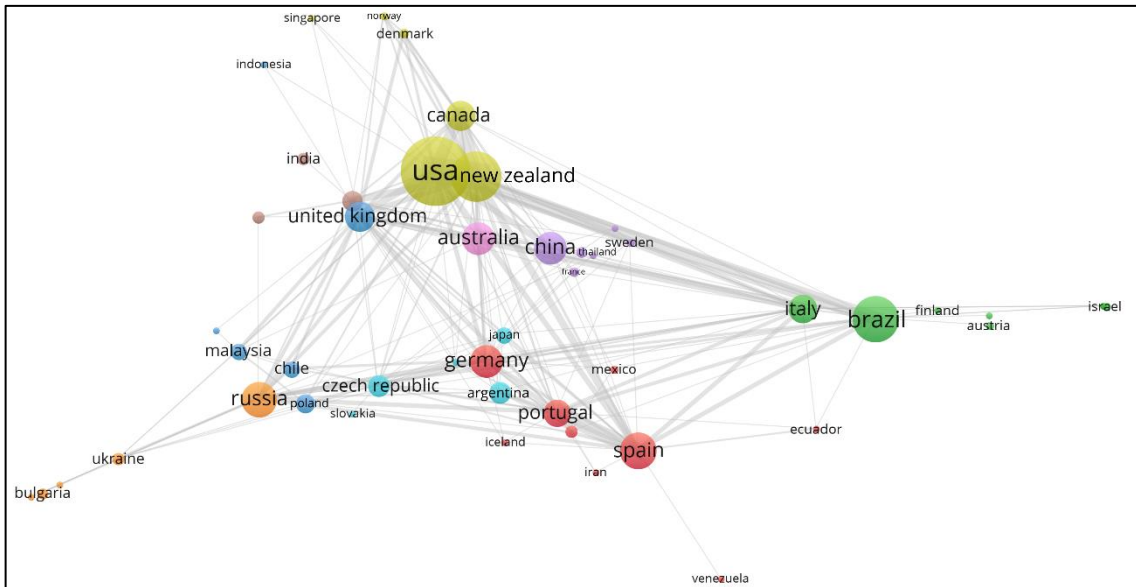 norway
singapore
denmark
indonesia
canada
india
usa
new zealand
united kingdom
australia
china
sweden
thailand
france
italy
brazil
finland
israel
austria
japan
malaysia
germany
chile
mexico
czech republic
argentina
russia
poland
slovakia
portugal
ecuador
iceland
spain
ukraine
iran
bulgaria
venezuela